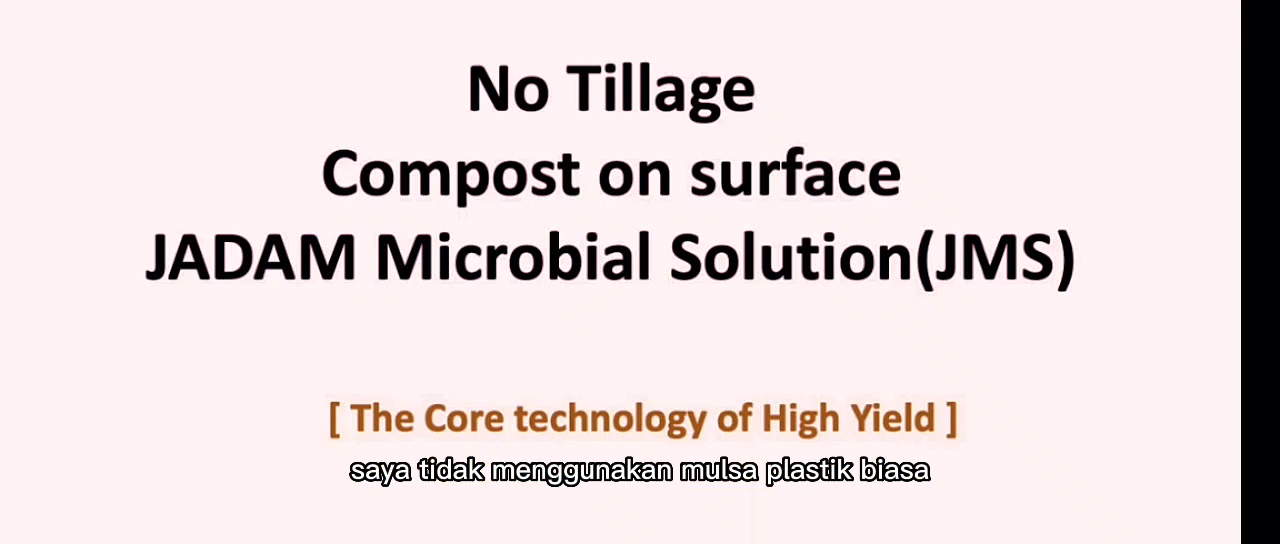 No Tillage
Compost on surface
JADAM Microbial Solution(JMS)
[ The Core technology of High Yield ]
saya tidak menggunakan mulsa plastik biasa